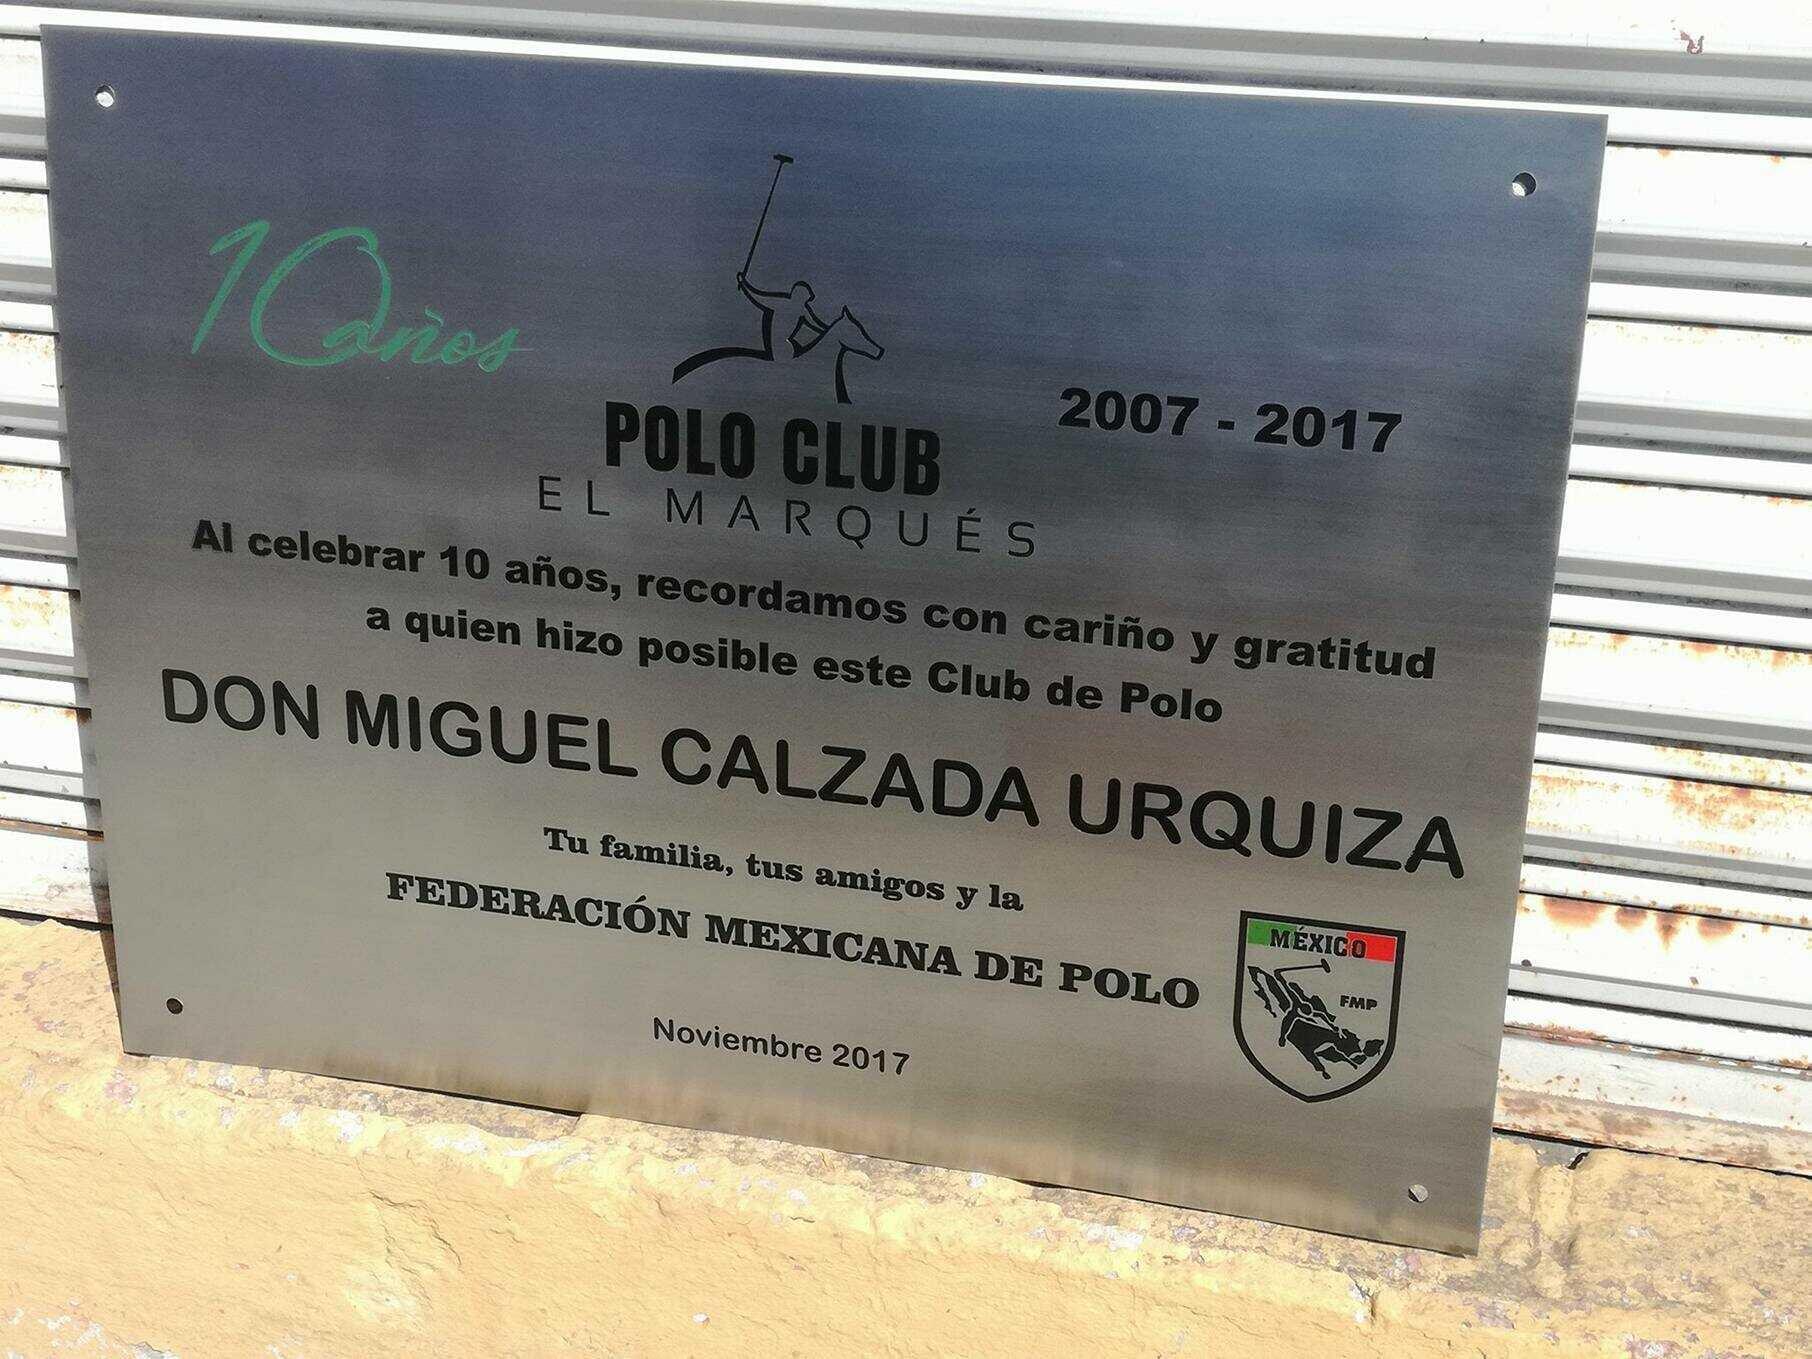 10 años
POLO CLUB
EL MARQUÉS
2007 - 2017
Al celebrar 10 años, recordamos con cariño y gratitud
a quien hizo posible este Club de Polo
DON MIGUEL CALZADA URQUIZA
Tu familia, tus amigos y la
FEDERACIÓN MEXICANA DE POLO
MÉXICO
FMP
Noviembre 2017